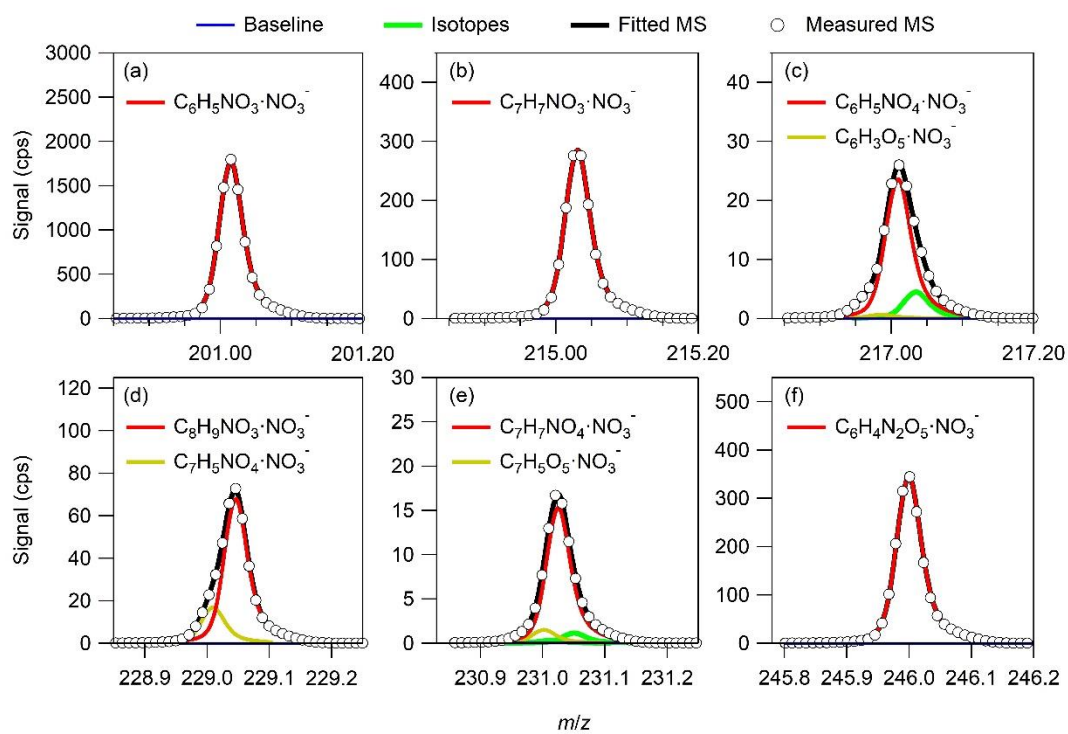 Baseline Isotopes Fitted MS Measured MS
(a) C₆H₅NO₃·NO₃⁻
(b) C₇H₇NO₃·NO₃⁻
(c) C₆H₅NO₄·NO₃⁻
C₆H₃O₅·NO₃⁻
Signal (cps)
3000
2500
2000
1500
1000
500
0
201.00 201.20
400
300
200
100
0
215.00 215.20
40
30
20
10
0
217.00 217.20
(d) C₈H₉NO₃·NO₃⁻
C₇H₅NO₄·NO₃⁻
(e) C₇H₇NO₄·NO₃⁻
C₇H₅O₅·NO₃⁻
(f) C₆H₄N₂O₅·NO₃⁻
Signal (cps)
120
100
80
60
40
20
0
228.9 229.0 229.1 229.2
30
25
20
15
10
5
0
230.9 231.0 231.1 231.2
500
400
300
200
100
0
245.8 245.9 246.0 246.1 246.2
m/z